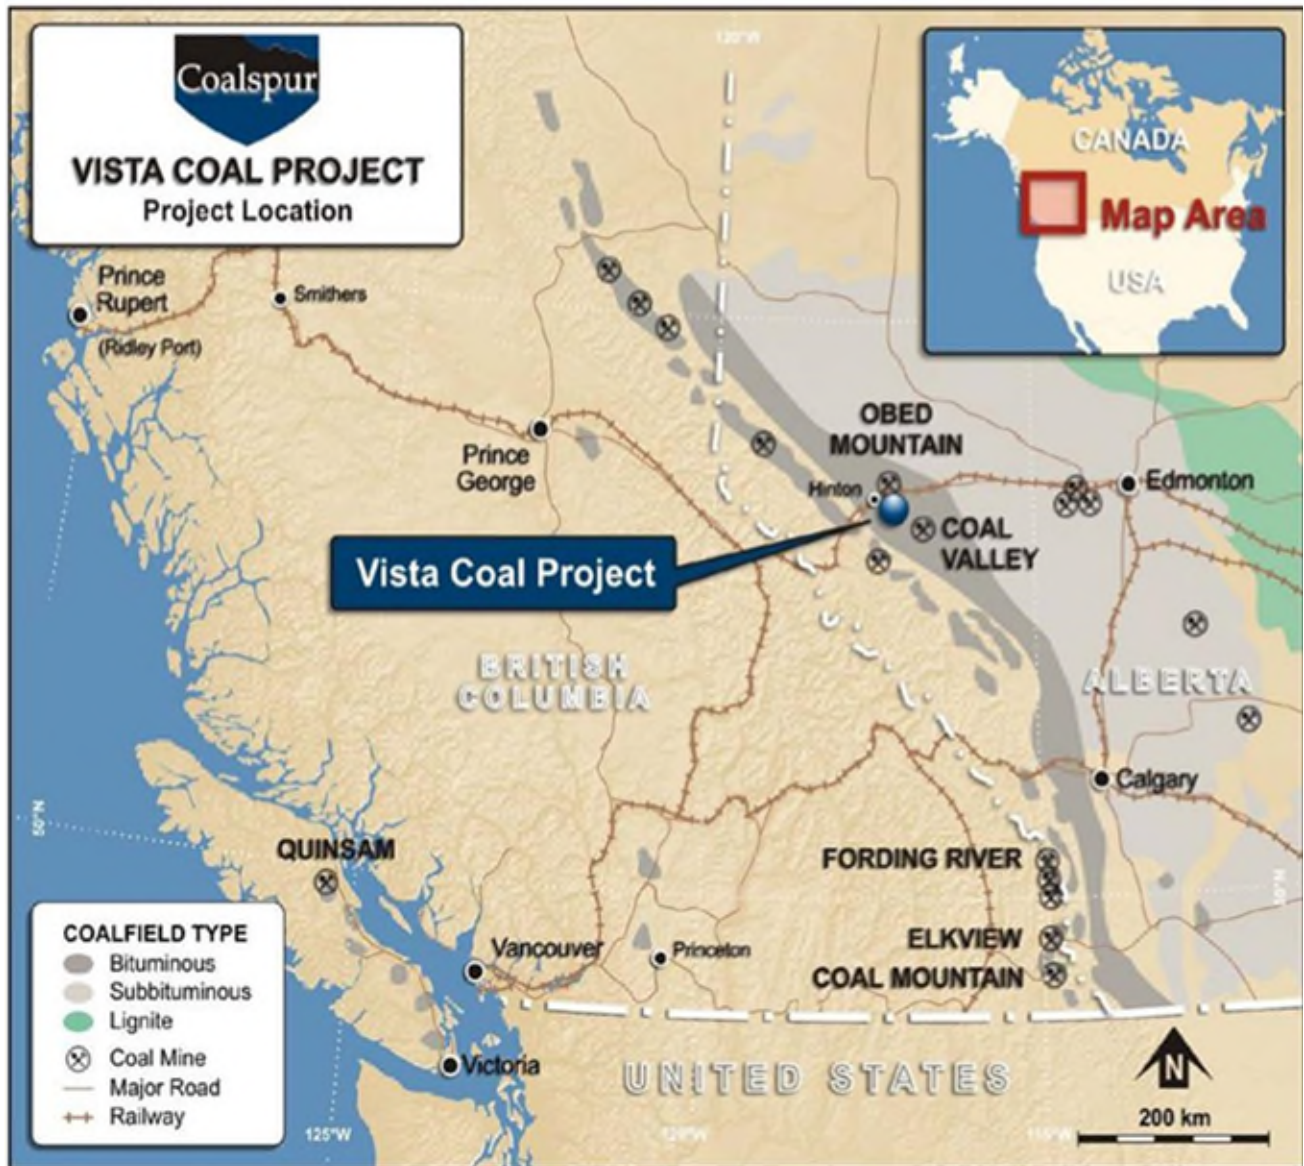 Coalspur
VISTA COAL PROJECT
Project Location
120°W
CANADA
Map Area
USA
Prince
Rupert
(Ridley Port)
Smithers
Prince
George
OBED
MOUNTAIN
Hinton
Edmonton
COAL
VALLEY
Vista Coal Project
BRITISH
COLUMBIA
ALBERTA
Calgary
50°N
QUINSAM
FORDING RIVER
50°N
ELKVIEW
COAL MOUNTAIN
Vancouver
Princeton
Victoria
UNITED STATES
COALFIELD TYPE
Bituminous
Subbituminous
Lignite
Coal Mine
Major Road
Railway
125°W
120°W
115°W
N
200 km